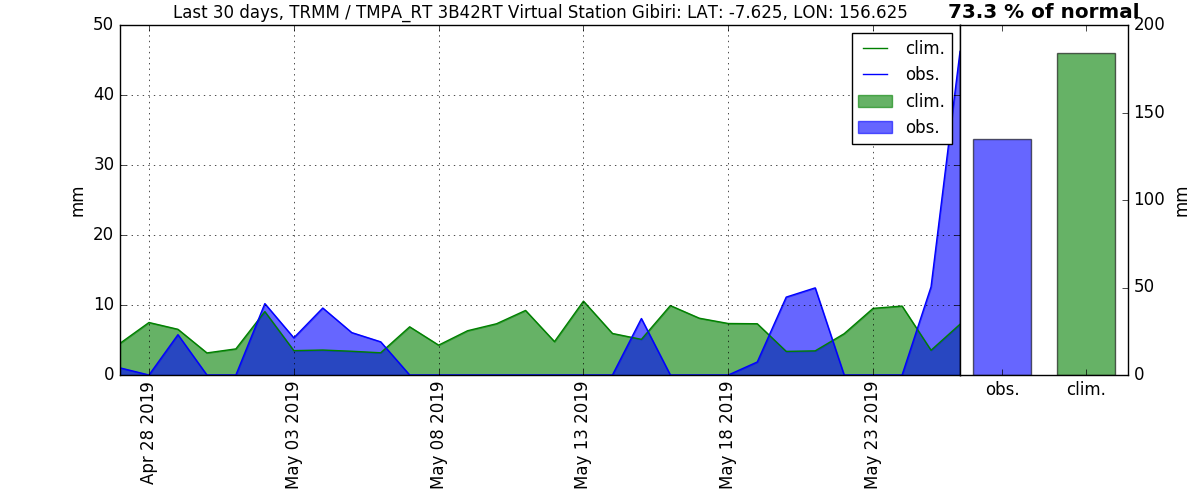 Last 30 days, TRMM / TMPA_RT 3B42RT Virtual Station Gibiri: LAT: -7.625, LON: 156.625
73.3 % of normal
50
40
30
20
10
0
mm
clim.
obs.
clim.
obs.
200
150
100
50
0
mm
Apr 28 2019
May 03 2019
May 08 2019
May 13 2019
May 18 2019
May 23 2019
obs.
clim.